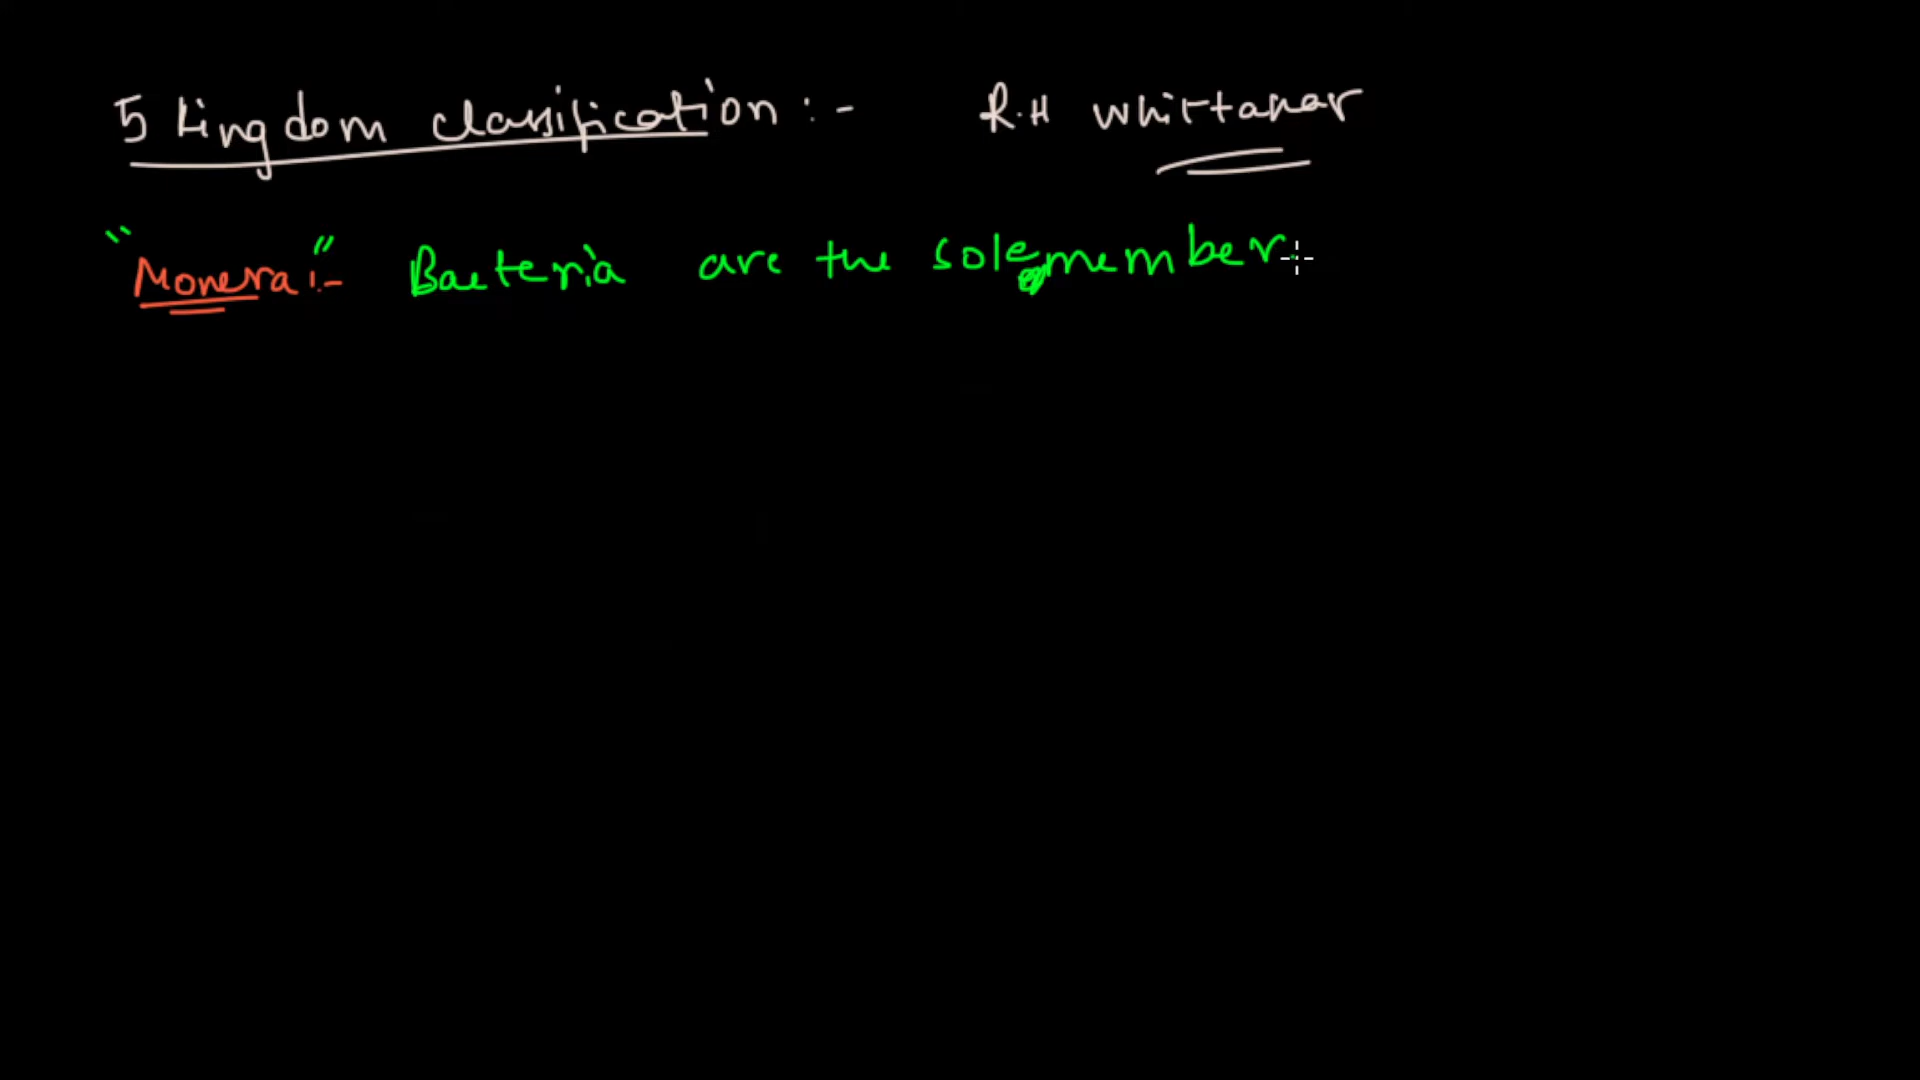 5 kingdom classification :- R.H Whittaker
"Monera :-" Bacteria are the sole member.